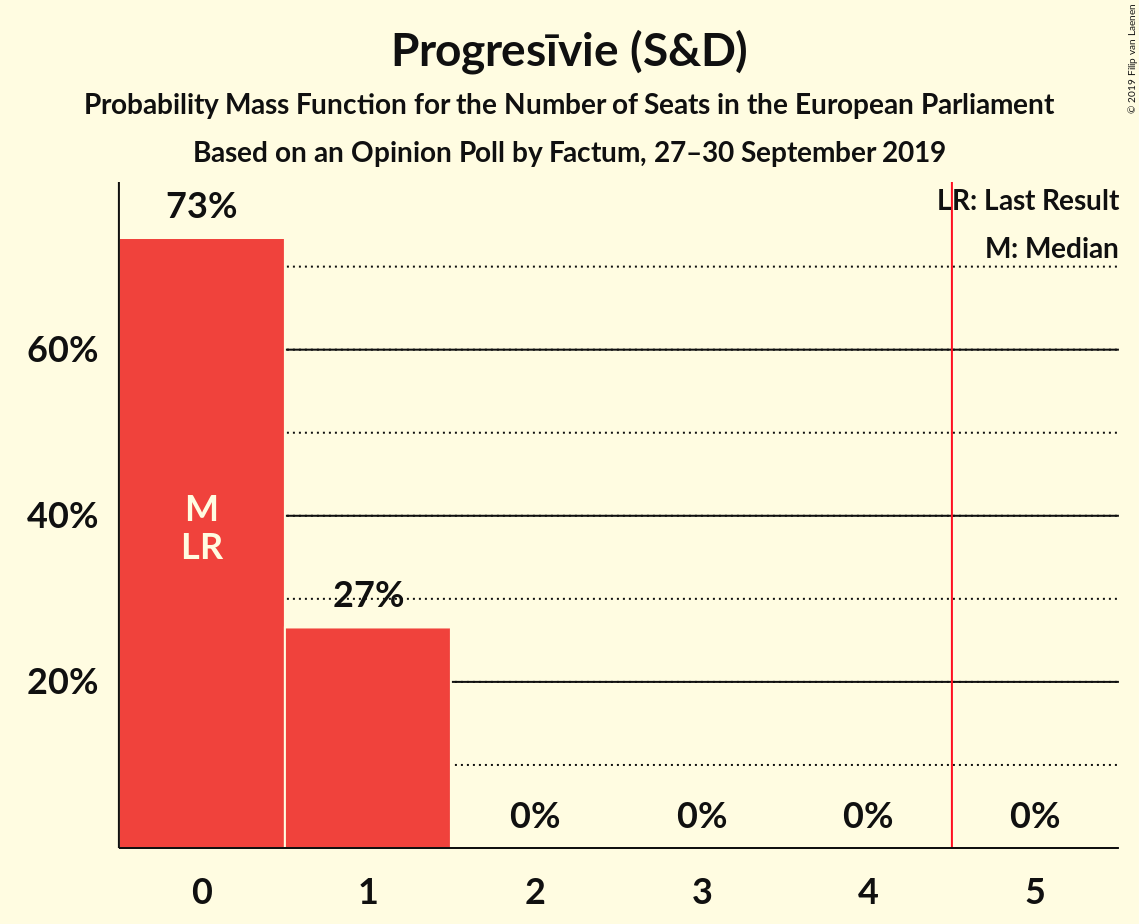 Progresīvie (S&D)
Probability Mass Function for the Number of Seats in the European Parliament
Based on an Opinion Poll by Factum, 27–30 September 2019
© 2019 Filip van Laenen
LR: Last Result
M: Median
73%
60%
40%
20%
M
LR
27%
0%
0%
0%
0%
0
1
2
3
4
5